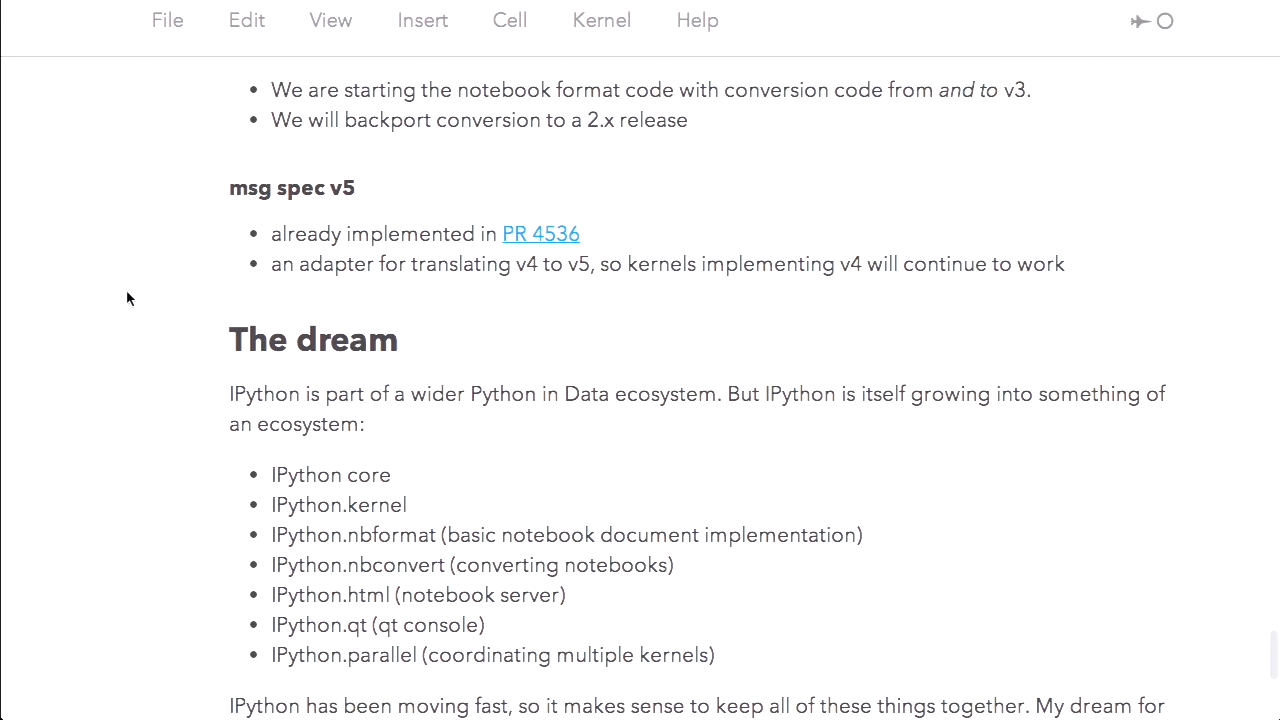 File Edit View Insert Cell Kernel Help
• We are starting the notebook format code with conversion code from and to v3.
• We will backport conversion to a 2.x release
msg spec v5
• already implemented in PR 4536
• an adapter for translating v4 to v5, so kernels implementing v4 will continue to work
The dream
IPython is part of a wider Python in Data ecosystem. But IPython is itself growing into something of
an ecosystem:
• IPython core
• IPython.kernel
• IPython.nbformat (basic notebook document implementation)
• IPython.nbconvert (converting notebooks)
• IPython.html (notebook server)
• IPython.qt (qt console)
• IPython.parallel (coordinating multiple kernels)
IPython has been moving fast, so it makes sense to keep all of these things together. My dream for